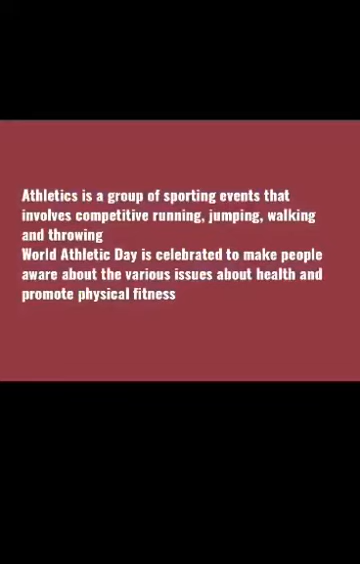 Athletics is a group of sporting events that
involves competitive running, jumping, walking
and throwing
World Athletic Day is celebrated to make people
aware about the various issues about health and
promote physical fitness